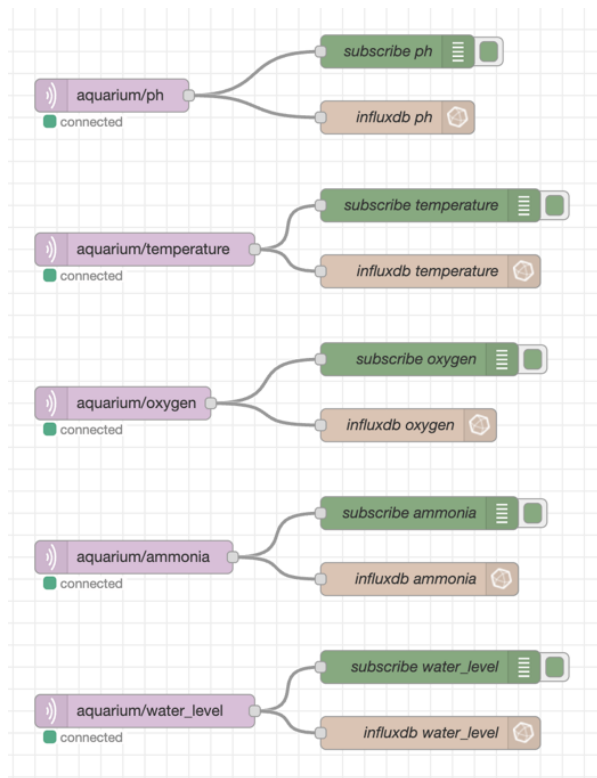 subscribe ph
aquarium/ph
connected
influxdb ph
subscribe temperature
aquarium/temperature
connected
influxdb temperature
subscribe oxygen
aquarium/oxygen
connected
influxdb oxygen
subscribe ammonia
aquarium/ammonia
connected
influxdb ammonia
subscribe water_level
aquarium/water_level
connected
influxdb water_level